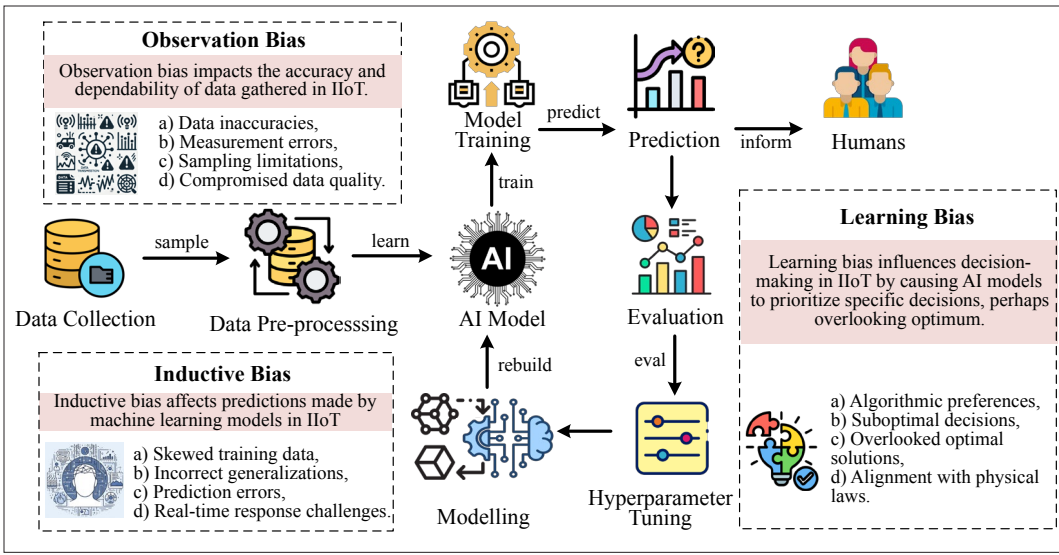 Observation Bias
Observation bias impacts the accuracy and
dependability of data gathered in IIoT.
a) Data inaccuracies,
b) Measurement errors,
c) Sampling limitations,
d) Compromised data quality.
Model
Training
predict
Prediction
inform
Humans
train
Data Collection
sample
Data Pre-processsing
learn
AI
AI Model
Evaluation
eval
rebuild
Modelling
Hyperparameter
Tuning
Learning Bias
Learning bias influences decision-
making in IIoT by causing AI models
to prioritize specific decisions, perhaps
overlooking optimum.
a) Algorithmic preferences,
b) Suboptimal decisions,
c) Overlooked optimal
solutions,
d) Alignment with physical
laws.
Inductive Bias
Inductive bias affects predictions made by
machine learning models in IIoT
a) Skewed training data,
b) Incorrect generalizations,
c) Prediction errors,
d) Real-time response challenges.